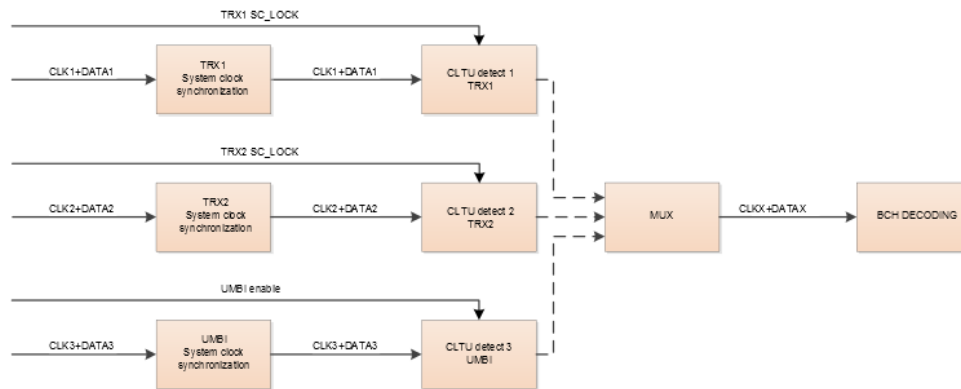 TRX1 SC_LOCK
CLK1+DATA1
TRX1
System clock
synchronization
CLK1+DATA1
CLTU detect 1
TRX1
TRX2 SC_LOCK
CLK2+DATA2
TRX2
System clock
synchronization
CLK2+DATA2
CLTU detect 2
TRX2
MUX
CLKX+DATAX
BCH DECODING
UMBI enable
CLK3+DATA3
UMBI
System clock
synchronization
CLK3+DATA3
CLTU detect 3
UMBI